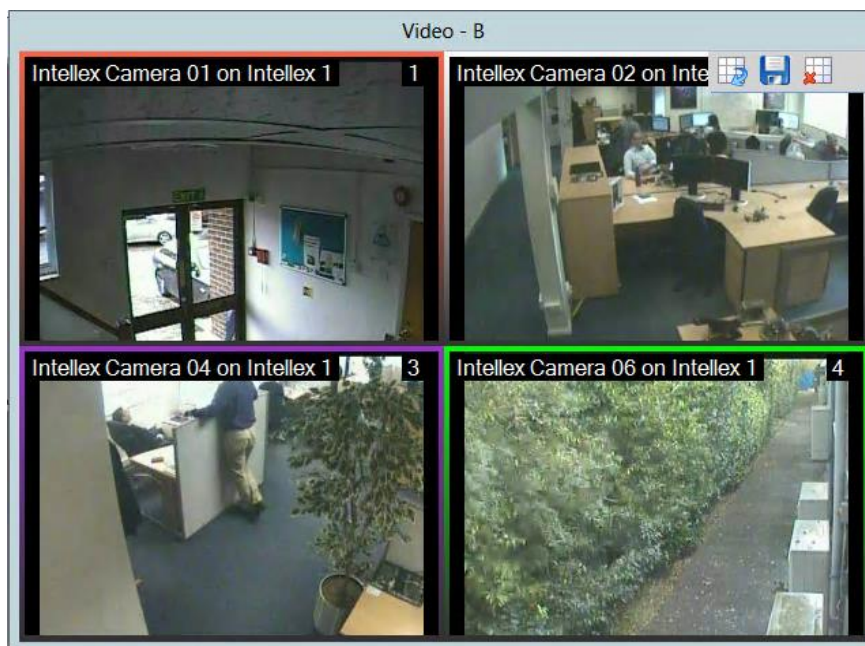 Video - B
Intellex Camera 01 on Intellex 1 1
Intellex Camera 02 on Inte
EXIT
Intellex Camera 04 on Intellex 1 3
Intellex Camera 06 on Intellex 1 4